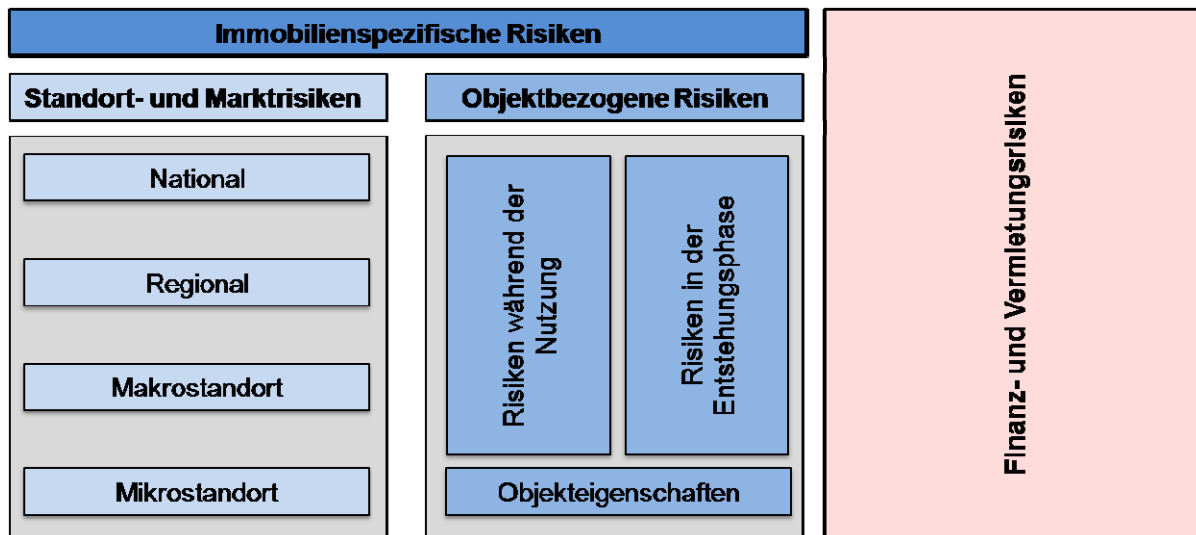 Immobilienspezifische Risiken
Standort- und Marktrisiken
National
Regional
Makrostandort
Mikrostandort
Objektbezogene Risiken
Risiken während der
Nutzung
Risiken in der
Entstehungsphase
Objekteigenschaften
Finanz- und Vermietungsrisiken